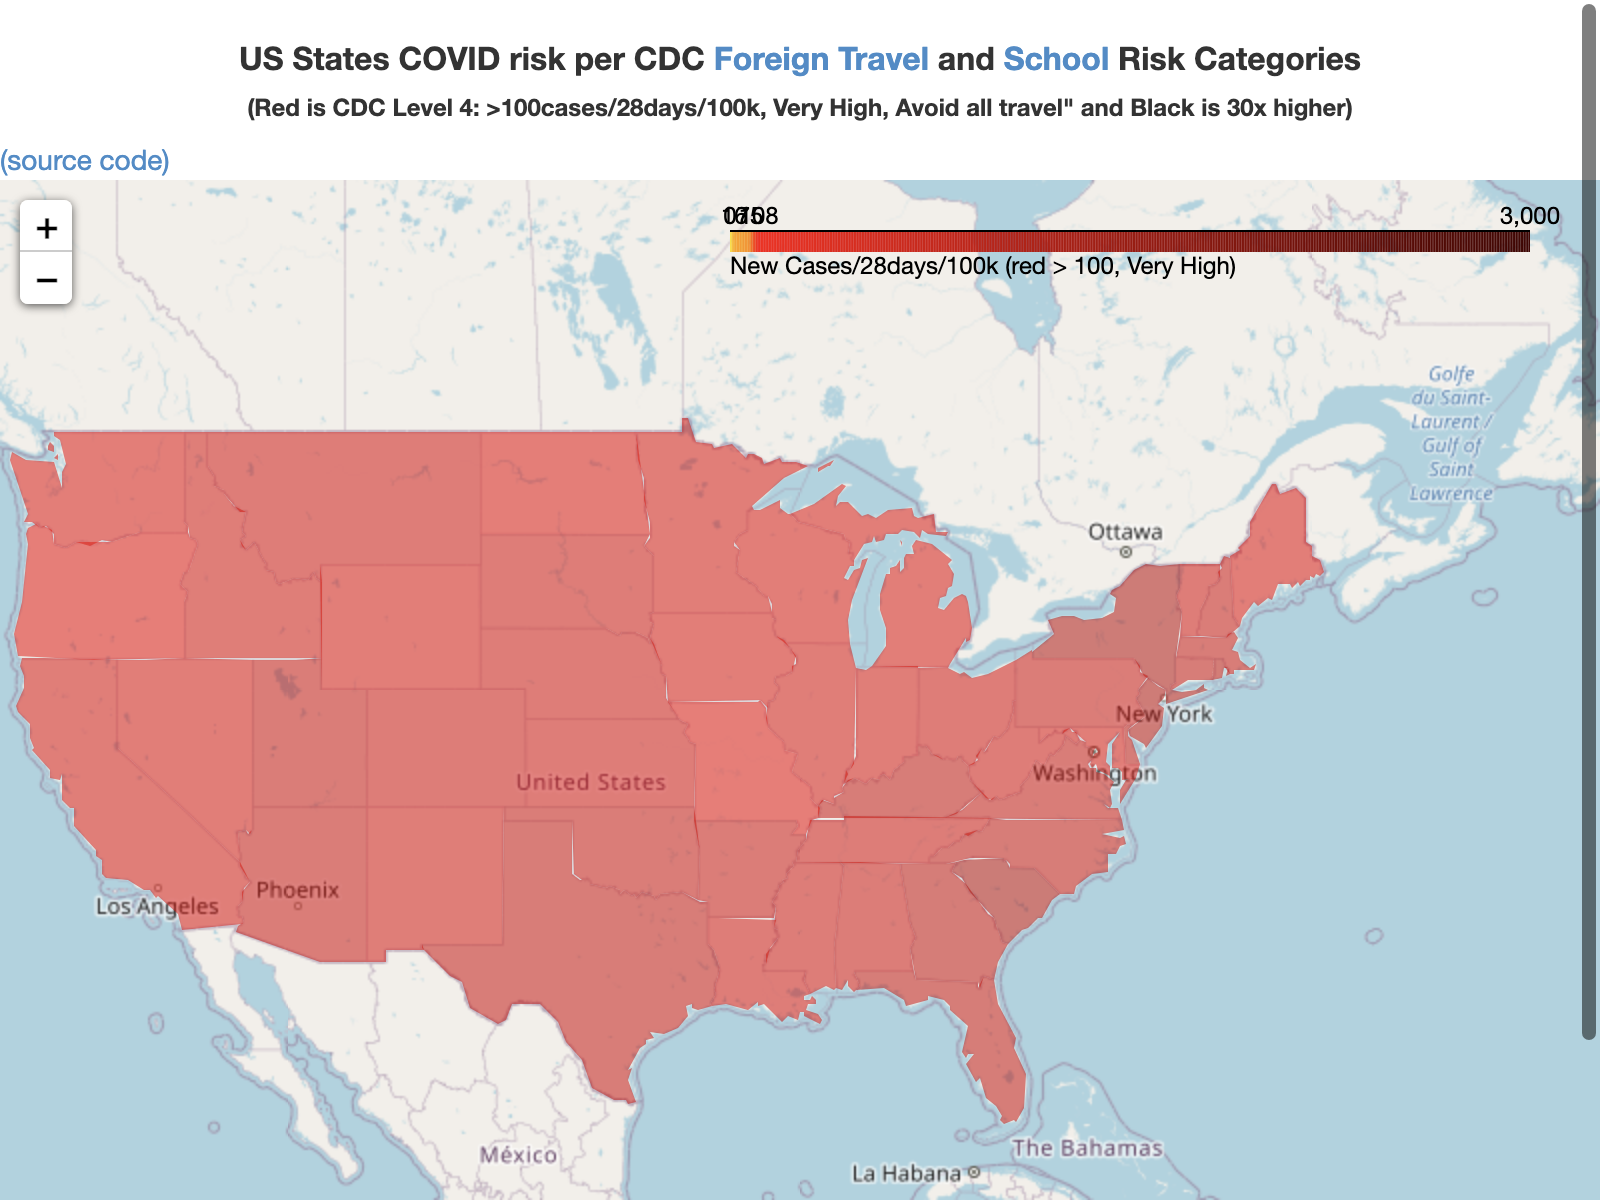 US States COVID risk per CDC Foreign Travel and School Risk Categories
(Red is CDC Level 4: >100cases/28days/100k, Very High, Avoid all travel" and Black is 30x higher)
(source code)
+
−
3,000
New Cases/28days/100k (red > 100, Very High)
Golfe
du Saint-
Laurent /
Gulf of
Saint
Lawrence
Ottawa
New York
Washington
United States
Phoenix
Los Angeles
The Bahamas
México
La Habana